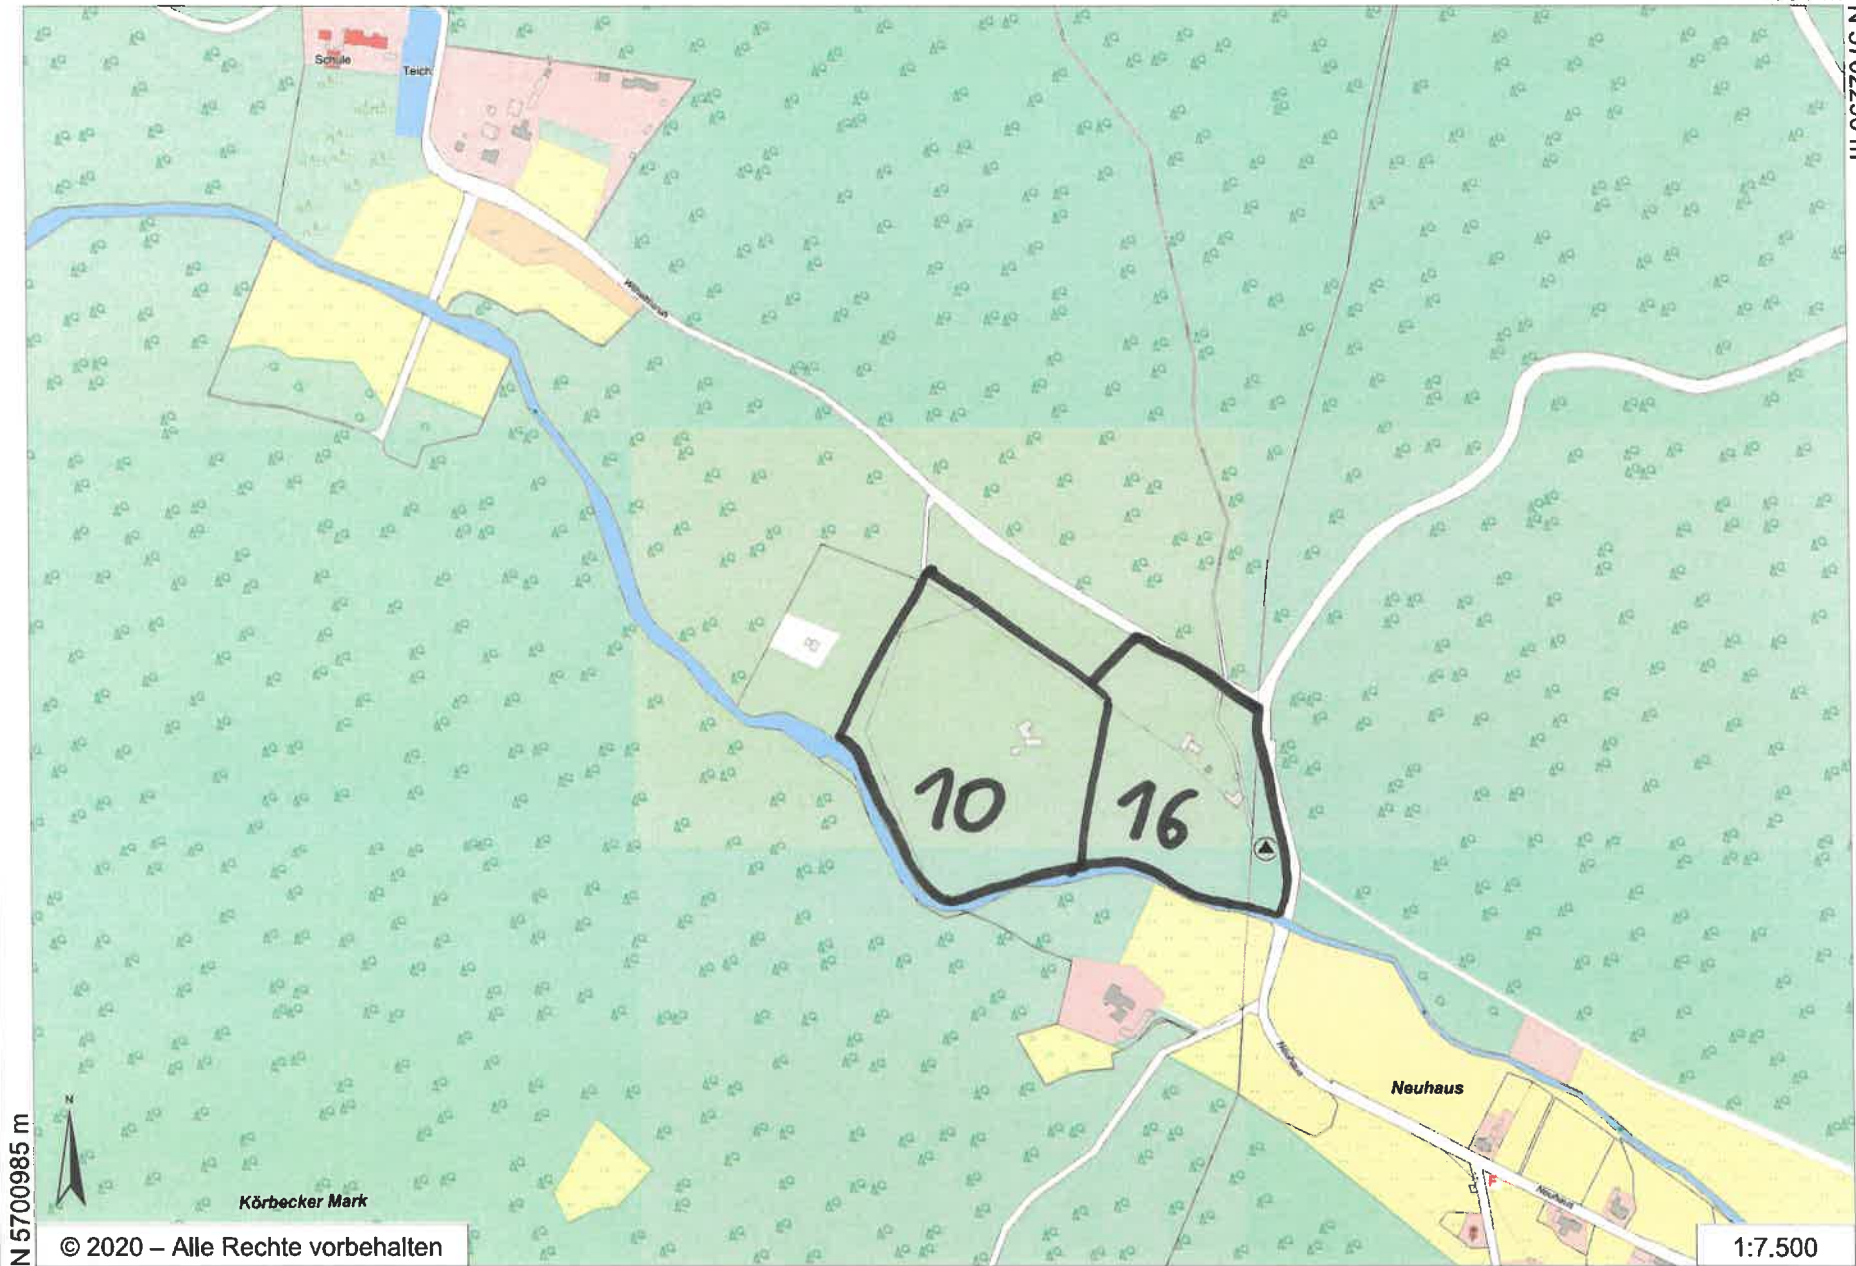 Schule
Teich
10
16
Neuhaus
Neuhaus
Neuhaus
N
N 5700985 m
Körbecker Mark
© 2020 – Alle Rechte vorbehalten
1:7.500